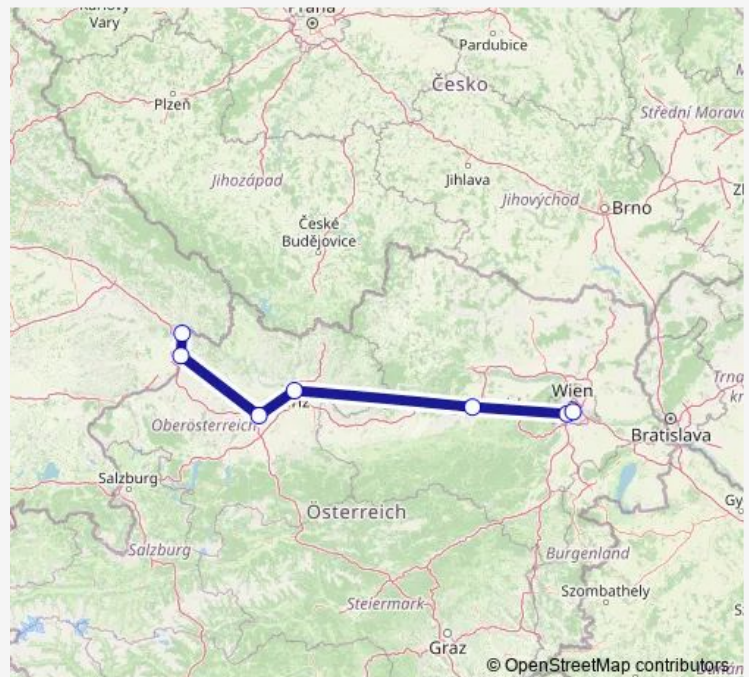 Karlovy
Vary
Praha
Pardubice
Česko
Plzeň
Střední Morava
Jihozápad
Jihlava
Jihovýchod
Brno
České
Budějovice
Wien
Oberösterreich
Bratislava
Salzburg
Österreich
Salzburg
Burgenland
Szombathely
Steiermark
Graz
© OpenStreetMap contributors